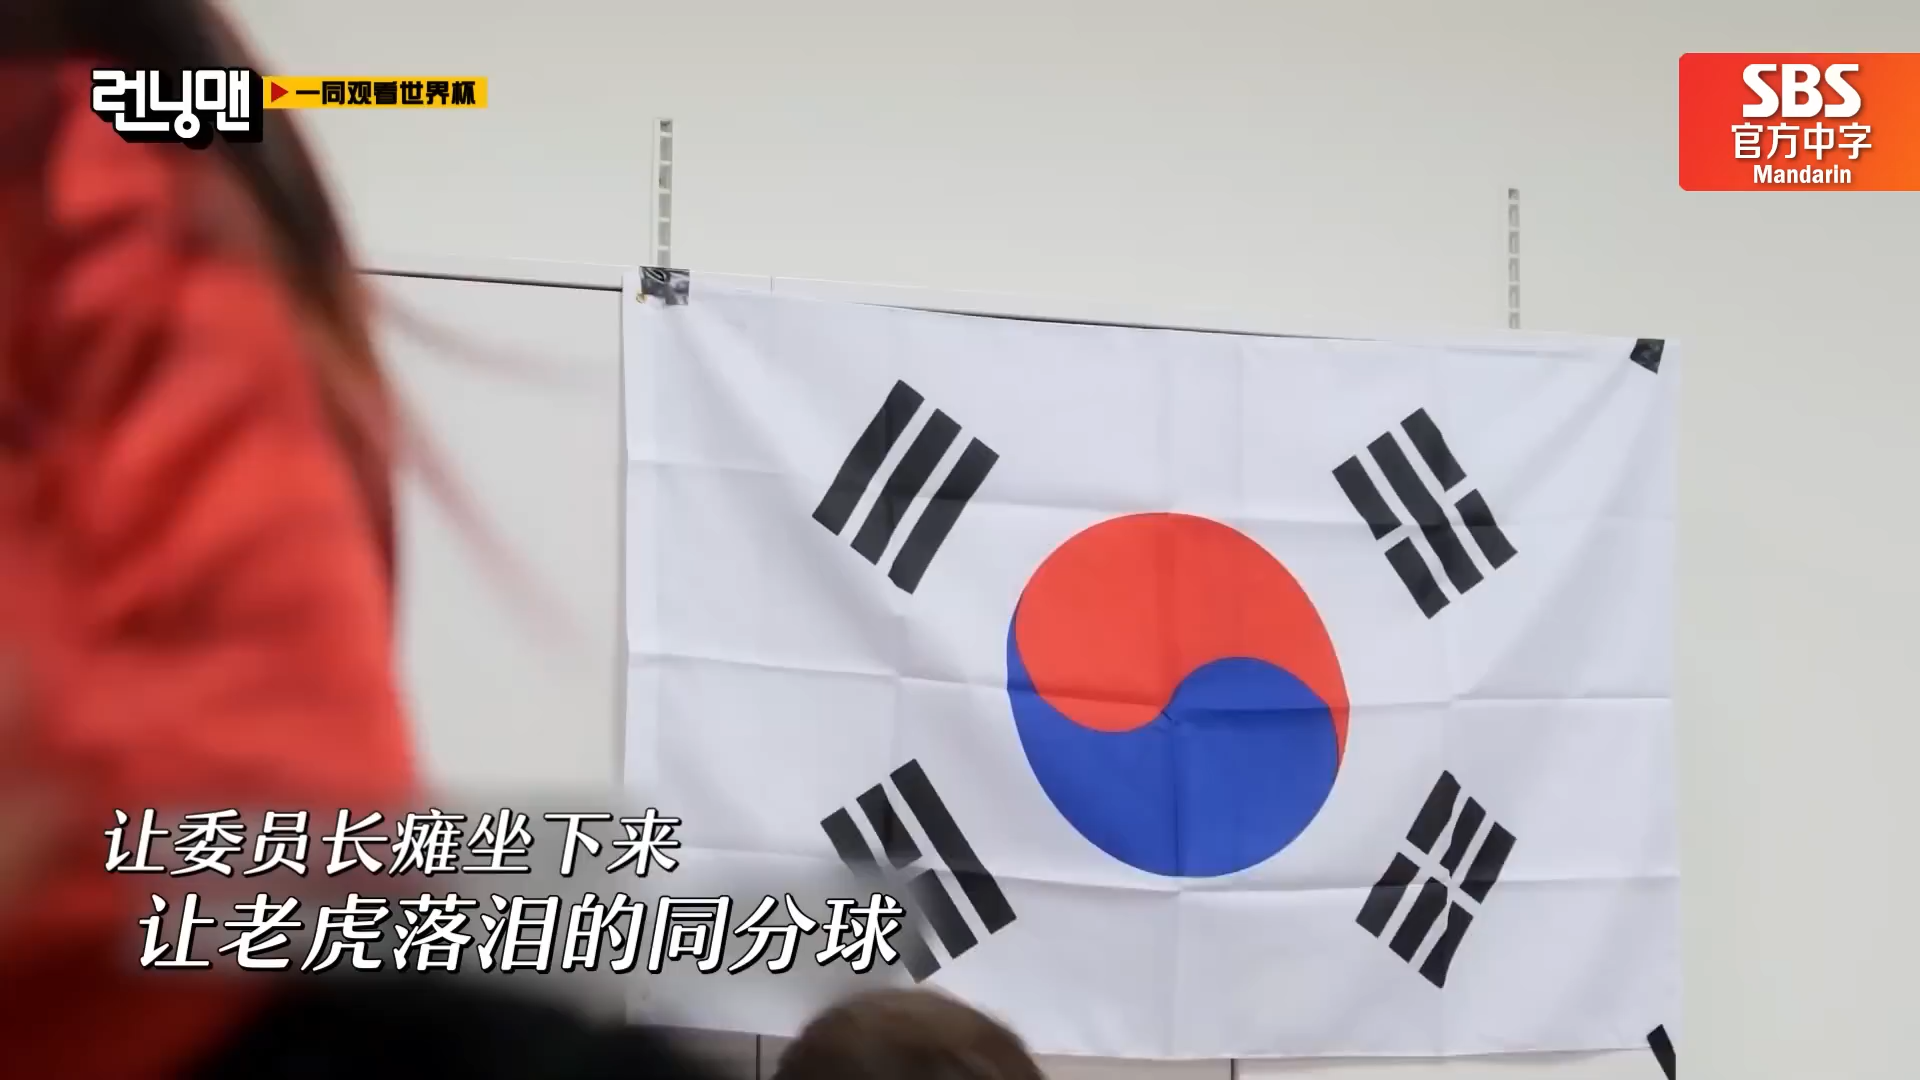 런닝맨
一同观看世界杯
SBS
官方中字
Mandarin
让委员长瘫坐下来
让老虎落泪的同分球